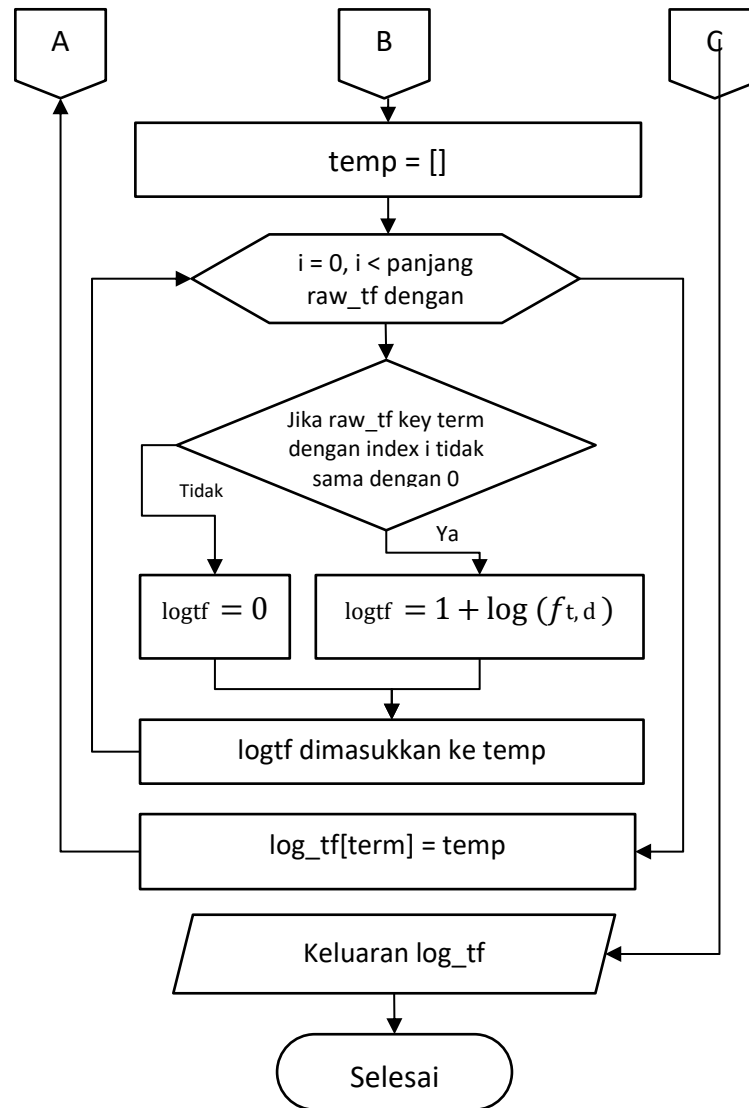 A
B
C
temp = []
i = 0, i < panjang
raw_tf dengan
Jika raw_tf key term
dengan index i tidak
sama dengan 0
Tidak
Ya
logtf = 0
logtf = 1 + log (f t, d )
logtf dimasukkan ke temp
log_tf[term] = temp
Keluaran log_tf
Selesai